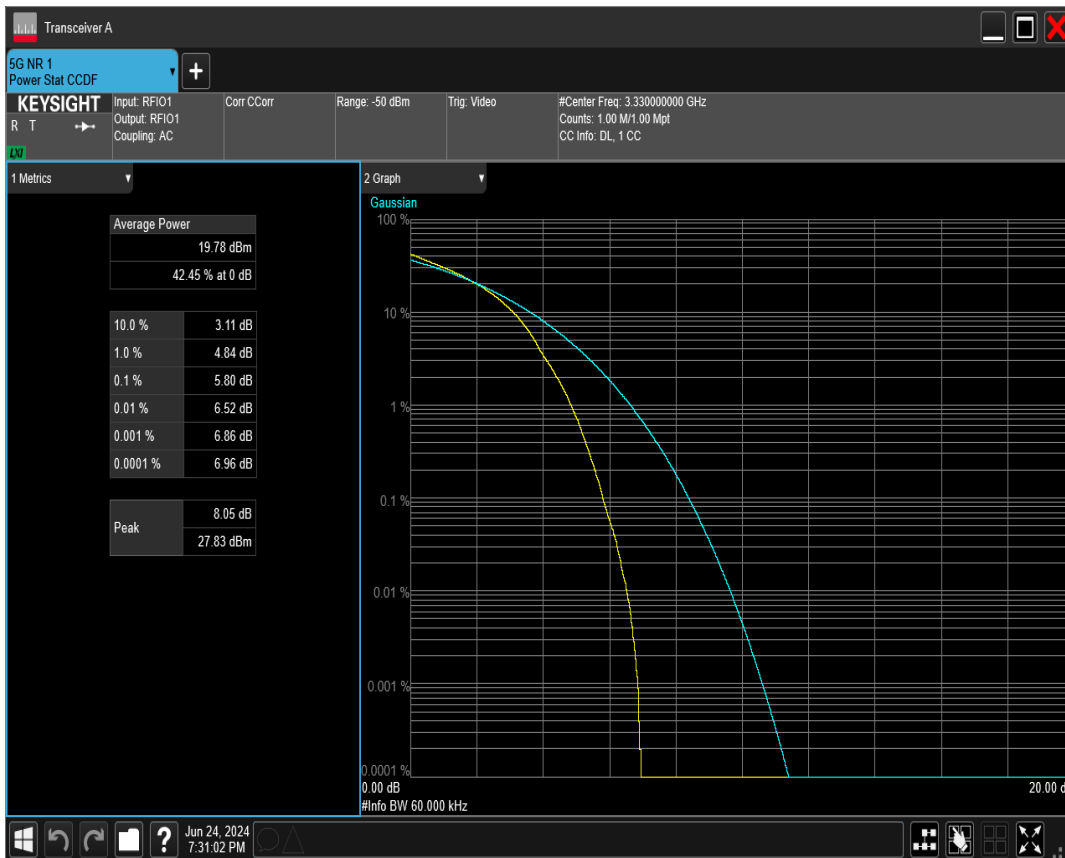 Transceiver A
5G NR 1
Power Stat CCDF
KEYSIGHT
R T
LXI
Input: RFIO1
Output: RFIO1
Coupling: AC
Corr CCorr
Range: -50 dBm
Trig: Video
#Center Freq: 3.330000000 GHz
Counts: 1.00 M/1.00 Mpt
CC Info: DL, 1 CC
1 Metrics
Average Power
19.78 dBm
42.45 % at 0 dB
10.0 % 3.11 dB
1.0 % 4.84 dB
0.1 % 5.80 dB
0.01 % 6.52 dB
0.001 % 6.86 dB
0.0001 % 6.96 dB
Peak
8.05 dB
27.83 dBm
2 Graph
Gaussian
100 %
10 %
1 %
0.1 %
0.01 %
0.001 %
0.0001 %
0.00 dB
20.00 d
#Info BW 60.000 kHz
?
Jun 24, 2024
7:31:02 PM